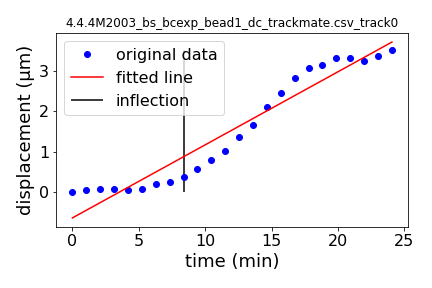 4.4.4M2003_bs_bcexp_bead1_dc_trackmate.csv_track0
original data
fitted line
inflection
displacement (µm)
3
2
1
0
0 5 10 15 20 25
time (min)